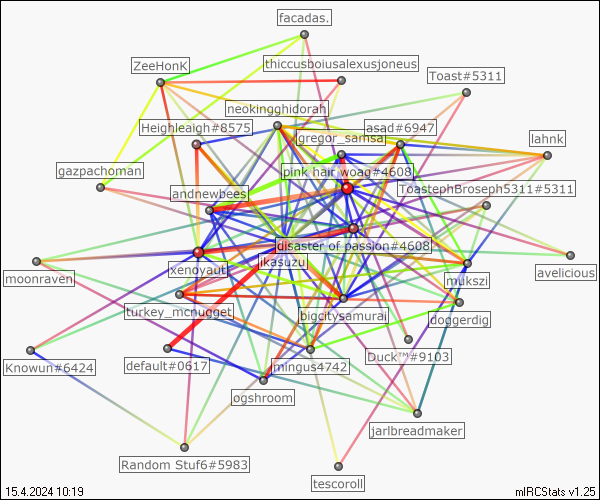 facadas.
thiccusboiusalexusjoneus
ZeeHonK
Toast#5311
neokingghidorah
Heighleaigh#8575
asad#6947
gregor_samsa
lahnk
gazpachoman
pink hair woag#4608
andnewbees
ToastephBroseph5311#5311
disaster of passion#4608
jkasuzu
xenoyaut
moonraven
mukszi
avelicious
turkey_mcnugget
bigcitysamurai
doggerdig
Knowun#6424
default#0617
jmingus4742
Duck™#9103
ogshroom
jarlbreadmaker
Random Stuf6#5983
tescoroll
15.4.2024 10:19
mIRCStats v1.25